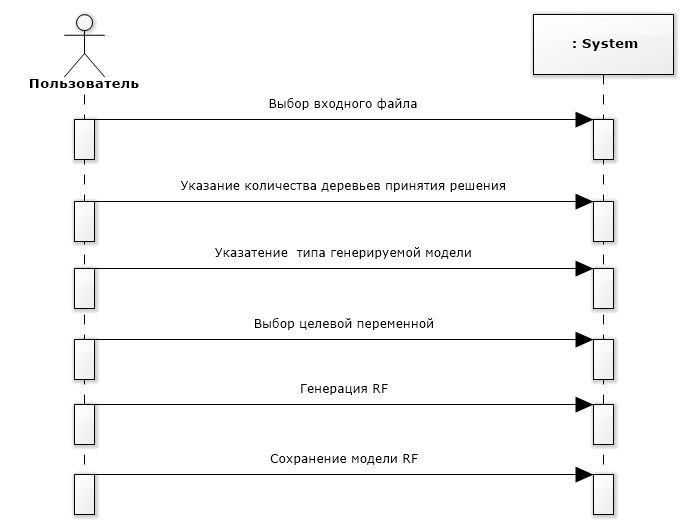 : System
Пользователь
Выбор входного файла
Указание количества деревьев принятия решения
Указатение типа генерируемой модели
Выбор целевой переменной
Генерация RF
Сохранение модели RF